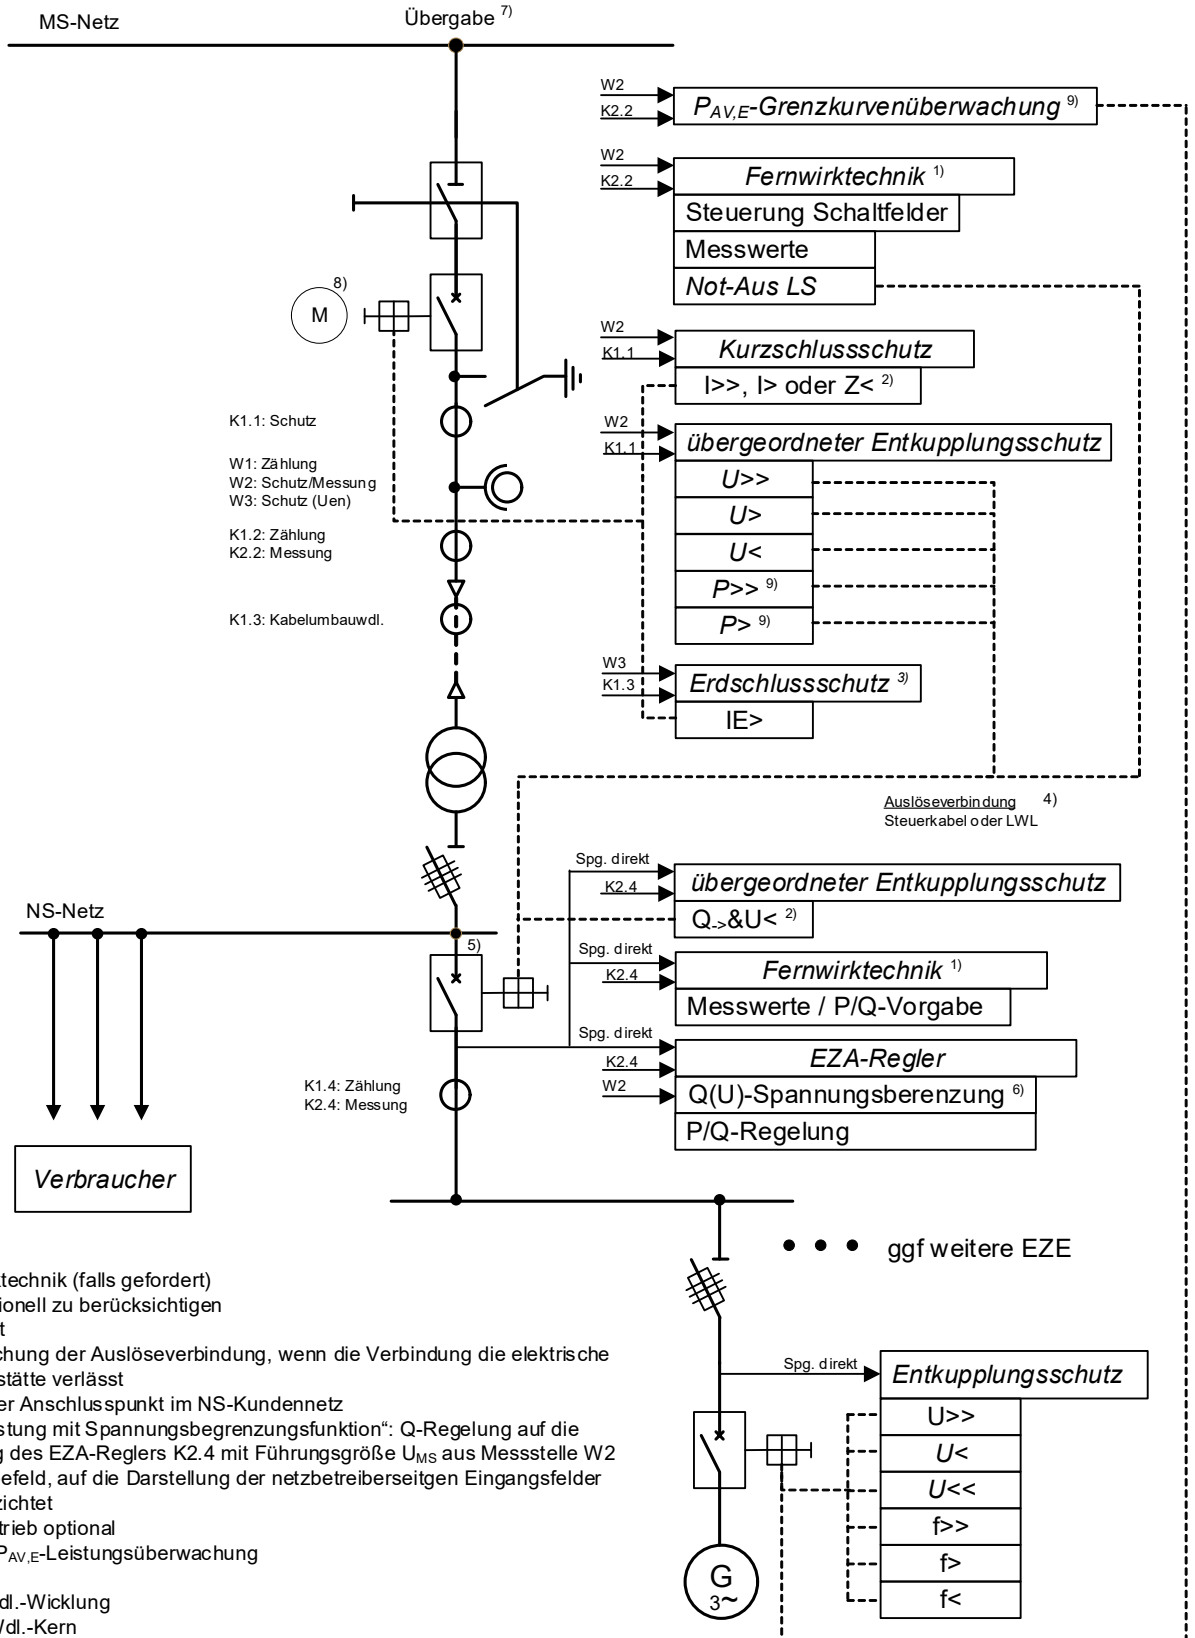 MS-Netz
Übergabe 7)
W2
K2.2
PAV,E-Grenzkurvenüberwachung 9)
W2
K2.2
Fernwirktechnik 1)
Steuerung Schaltfelder
Messwerte
Not-Aus LS
8)
M
W2
K1.1
Kurzschlussschutz
I>>, I> oder Z< 2)
K1.1: Schutz
W2
K1.1
übergeordneter Entkupplungsschutz
U>>
U>
U<
P>> 9)
P> 9)
W1: Zählung
W2: Schutz/Messung
W3: Schutz (Uen)
K1.2: Zählung
K2.2: Messung
K1.3: Kabelumbauwdl.
W3
K1.3
Erdschlussschutz 3)
IE>
Auslöseverbindung 4)
Steuerkabel oder LWL
Spg. direkt
K2.4
übergeordneter Entkupplungsschutz
Q->&U< 2)
NS-Netz
5)
Spg. direkt
K2.4
Fernwirktechnik 1)
Messwerte / P/Q-Vorgabe
Spg. direkt
K2.4
W2
EZA-Regler
Q(U)-Spannungsberenzung 6)
P/Q-Regelung
K1.4: Zählung
K2.4: Messung
Verbraucher
ggf weitere EZE
technik (falls gefordert)
ionell zu berücksichtigen
t
chung der Auslöseverbindung, wenn die Verbindung die elektrische
stätte verlässt
er Anschlusspunkt im NS-Kundennetz
stung mit Spannungsbegrenzungsfunktion“: Q-Regelung auf die
g des EZA-Reglers K2.4 mit Führungsgröße UMS aus Messstelle W2
efeld, auf die Darstellung der netzbetreiberseitgen Eingangsfelder
zichtet
trieb optional
PAV,E-Leistungsüberwachung
dl.-Wicklung
Wdl.-Kern
Spg. direkt
Entkupplungsschutz
U>>
U<
U<<
f>>
f>
f<
G
3~